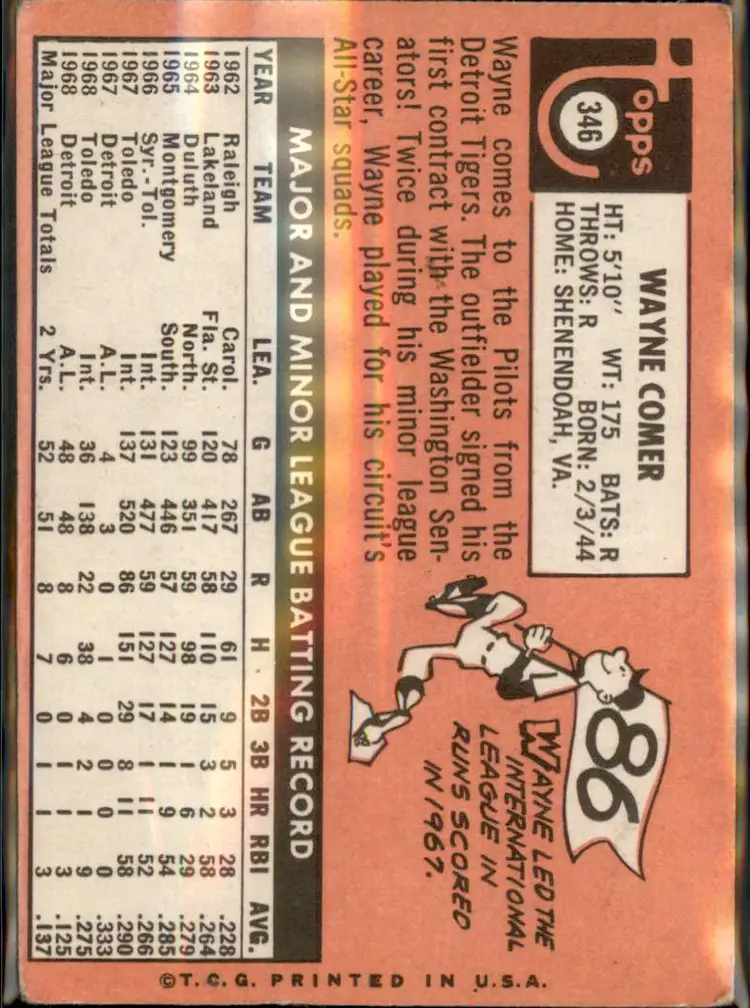 Topps
346
WAYNE COMER
HT: 5'10" WT: 175 BATS: R
THROWS: R BORN: 2/3/44
HOME: SHENENDOAH, VA.
Wayne comes to the Pilots from the
Detroit Tigers. The outfielder signed his
first contract with the Washington Sen-
ators! Twice during his minor league
career, Wayne played for his circuit's
All-Star squads.
86
WAYNE LED THE
INTERNATIONAL
LEAGUE IN
RUNS SCORED
IN 1967.
MAJOR AND MINOR LEAGUE BATTING RECORD
YEAR TEAM LEA. G AB R H 2B 3B HR RBI AVG.
1962 Raleigh Carol. 78 267 29 61 9 5 3 28 .228
1963 Lakeland Fla. St. 120 417 58 110 15 3 2 58 .264
1964 Duluth North. 99 351 59 98 19 1 6 29 .279
1965 Montgomery South. 123 446 57 127 14 1 9 54 .285
1966 Syr.-Tol. Int. 131 477 59 127 17 1 11 52 .266
1967 Toledo Int. 137 520 86 151 29 8 11 58 .290
1967 Detroit A.L. 4 3 0 1 0 0 0 0 .333
1968 Toledo Int. 36 138 22 38 4 2 1 9 .275
1968 Detroit A.L. 48 48 8 6 0 1 1 3 .125
Major League Totals 2 Yrs. 52 51 8 7 0 1 1 3 .137
©T.C.G. PRINTED IN U.S.A.